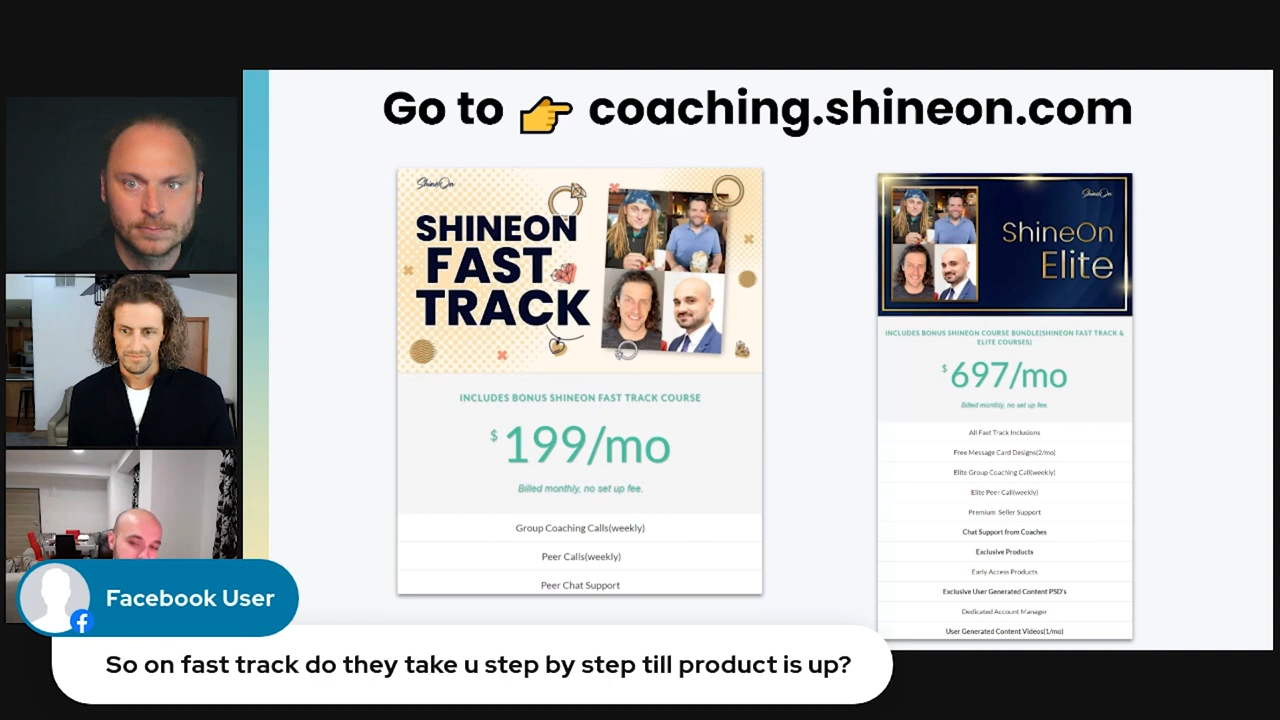 Go to 👉 coaching.shineon.com
ShineOn
SHINEON
FAST
TRACK
INCLUDES BONUS SHINEON FAST TRACK COURSE
$199/mo
Billed monthly, no set up fee.
Group Coaching Calls(weekly)
Peer Calls(weekly)
Peer Chat Support
ShineOn
ShineOn
Elite
INCLUDES BONUS SHINEON COURSE BUNDLE(SHINEON FAST TRACK &
ELITE COURSES)
$697/mo
Billed monthly, no set up fee.
All Fast Track Inclusions
Free Message Card Designs(2/mo)
Elite Group Coaching Call(weekly)
Elite Peer Call(weekly)
Premium Seller Support
Chat Support from Coaches
Exclusive Products
Early Access Products
Exclusive User Generated Content PSD's
Dedicated Account Manager
User Generated Content Videos(1/mo)
Facebook User
So on fast track do they take u step by step till product is up?